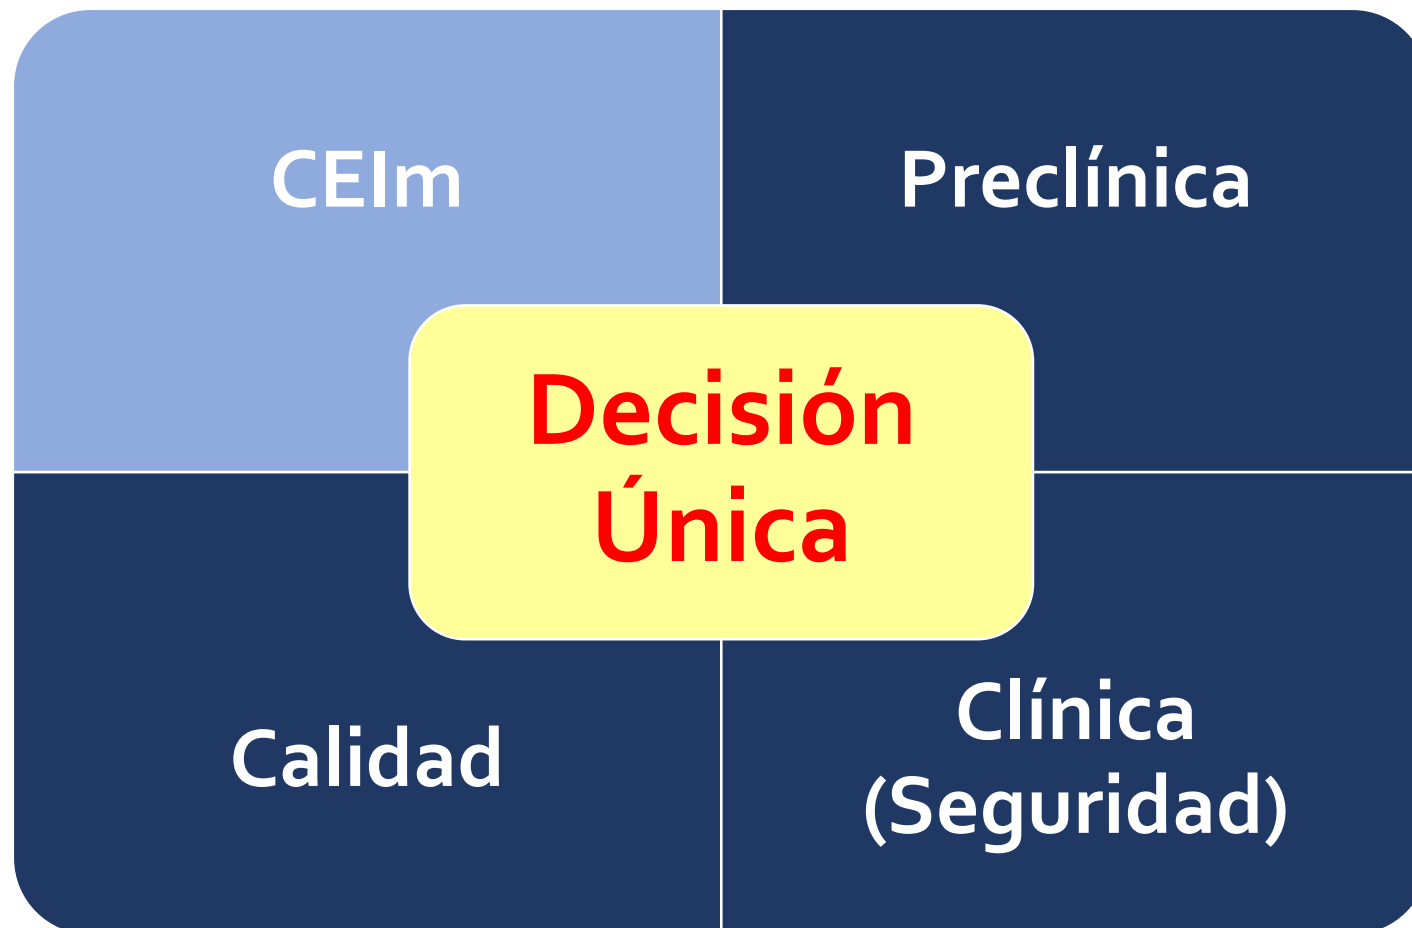 CEIm
Preclínica
Decisión
Única
Calidad
Clínica
(Seguridad)